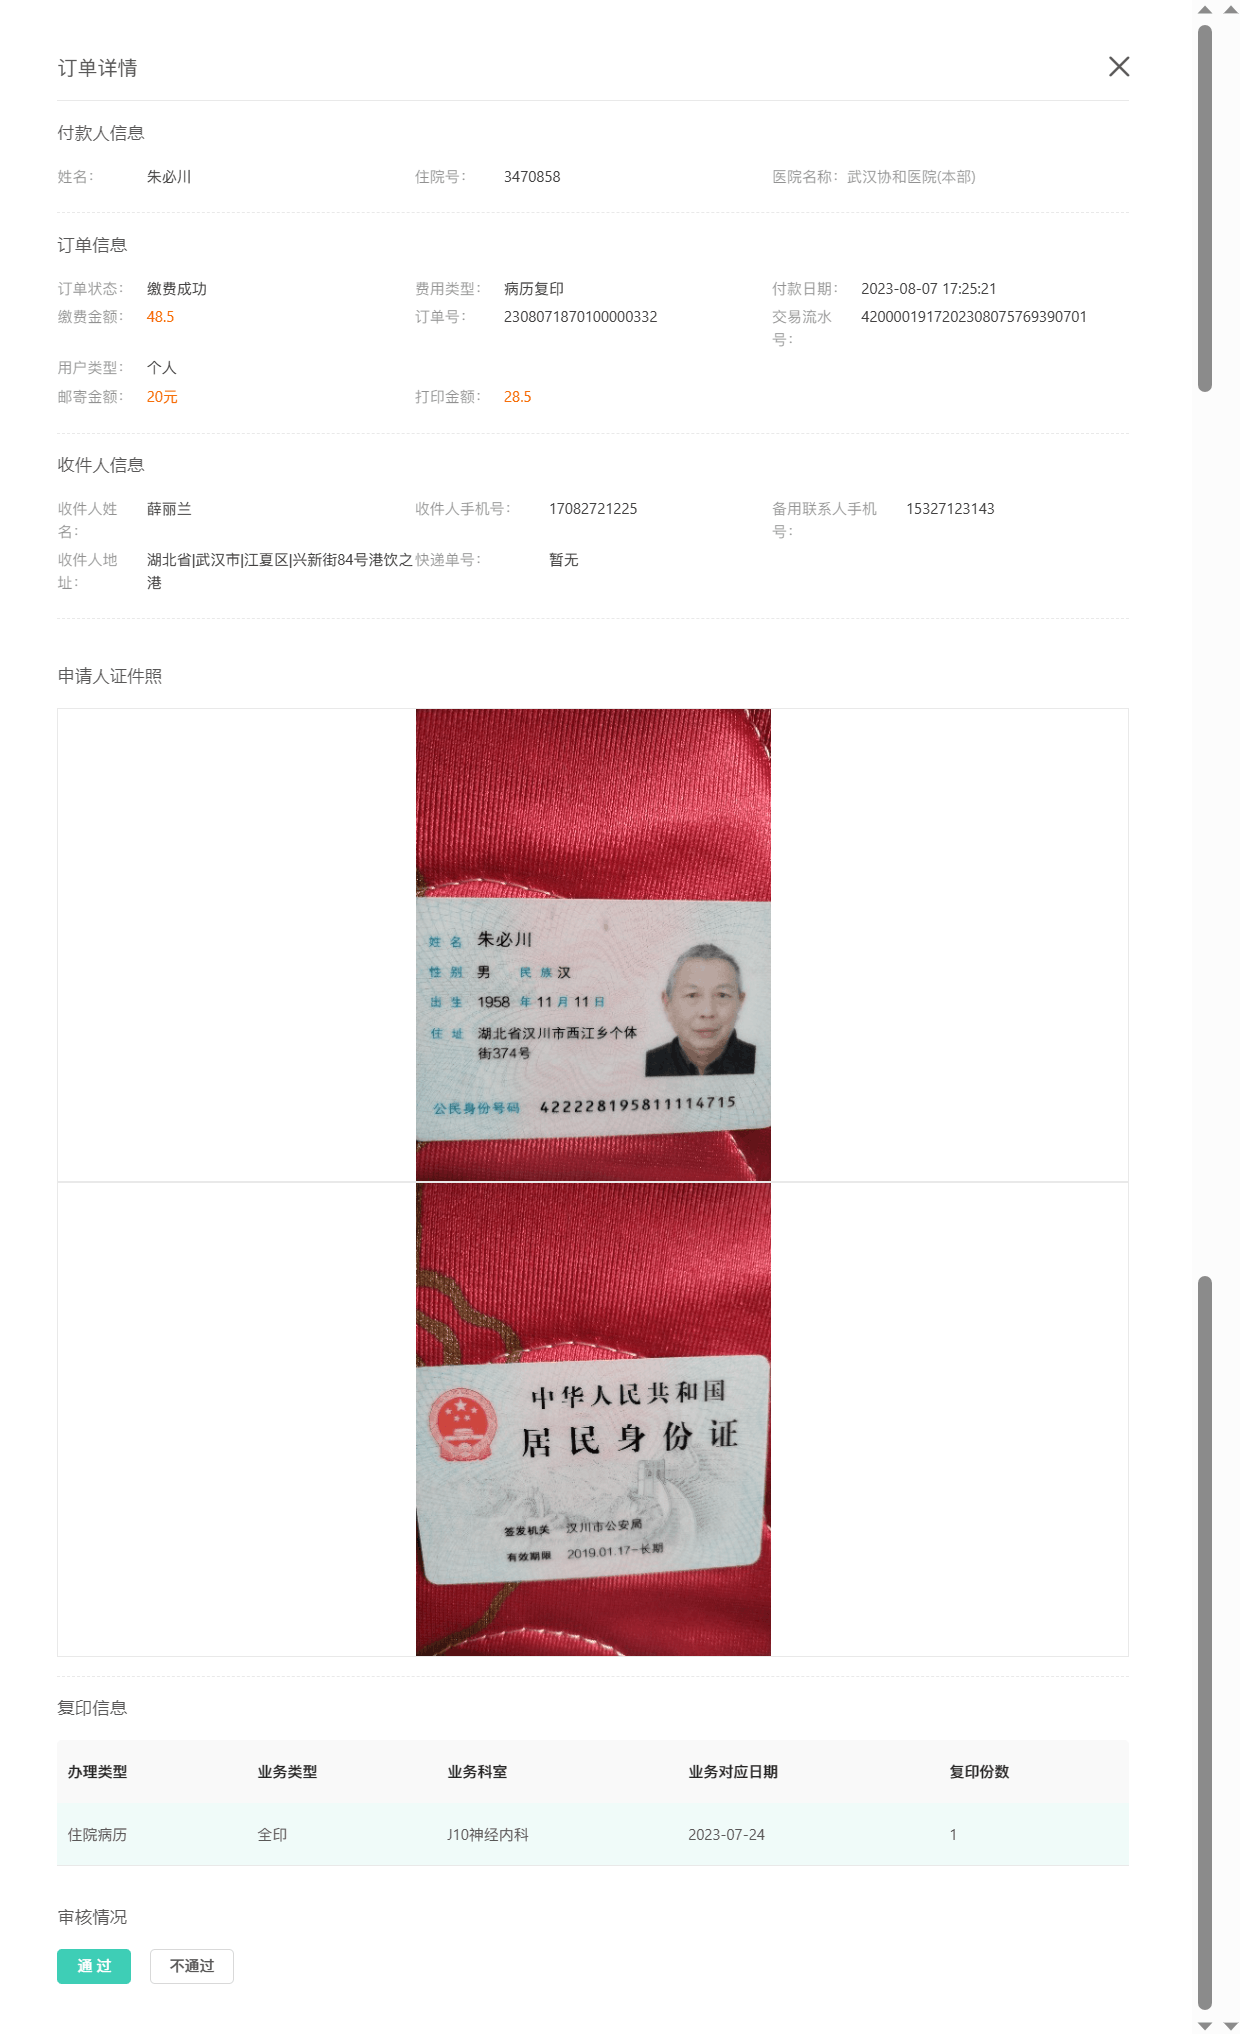 订单详情
付款人信息
姓名： 朱必川 住院号： 3470858 医院名称：武汉协和医院(本部)
订单信息
订单状态： 缴费成功 费用类型： 病历复印 付款日期： 2023-08-07 17:25:21
缴费金额： 48.5 订单号： 2308071870100000332 交易流水号： 4200001917202308075769390701
用户类型： 个人
邮寄金额： 20元 打印金额： 28.5
收件人信息
收件人姓名： 薛丽兰 收件人手机号： 17082721225 备用联系人手机号： 15327123143
收件人地址： 湖北省|武汉市|江夏区|兴新街84号港饮之港 快递单号： 暂无
申请人证件照
姓名 朱必川
性别 男 民族 汉
出生 1958 年 11 月 11 日
住址 湖北省汉川市西江乡个体
街374号
公民身份号码 422228195811114715
中华人民共和国
居民身份证
签发机关 汉川市公安局
有效期限 2019.01.17-长期
复印信息
办理类型 业务类型 业务科室 业务对应日期 复印份数
住院病历 全印 J10神经内科 2023-07-24 1
审核情况
通 过 不通过